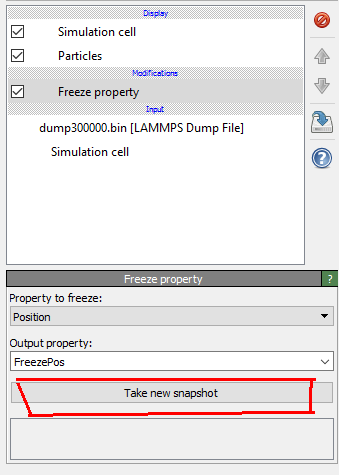 Display
Simulation cell
Particles
Modifications
Freeze property
Input
dump300000.bin [LAMMPS Dump File]
Simulation cell
Freeze property ?
Property to freeze:
Position
Output property:
FreezePos
Take new snapshot